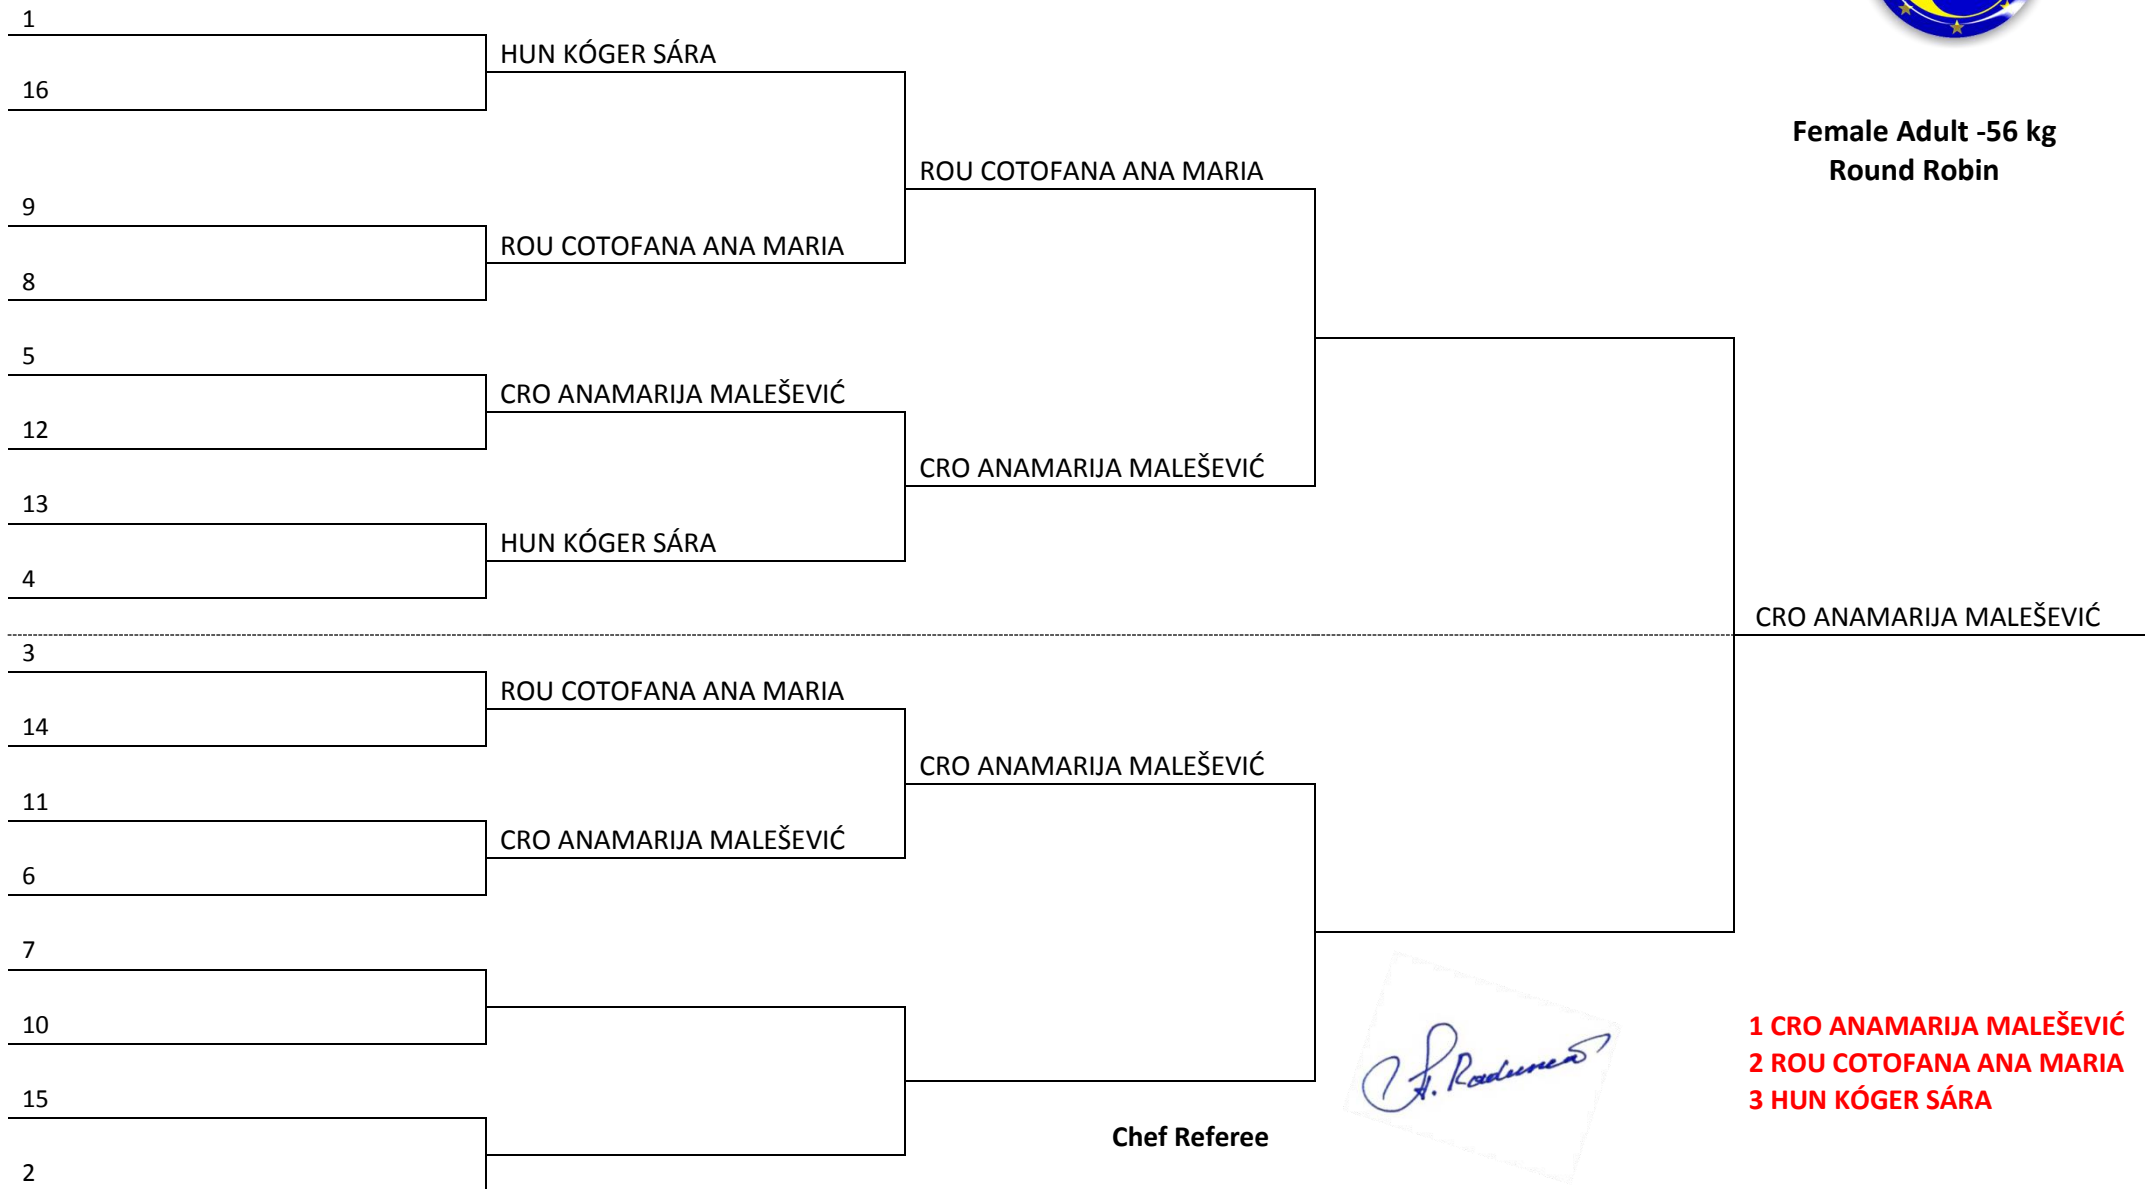 1
HUN KÓGER SÁRA
16
Female Adult -56 kg
Round Robin
ROU COTOFANA ANA MARIA
9
ROU COTOFANA ANA MARIA
8
5
CRO ANAMARIJA MALEŠEVIĆ
12
CRO ANAMARIJA MALEŠEVIĆ
13
HUN KÓGER SÁRA
4
CRO ANAMARIJA MALEŠEVIĆ
3
ROU COTOFANA ANA MARIA
14
CRO ANAMARIJA MALEŠEVIĆ
11
CRO ANAMARIJA MALEŠEVIĆ
6
7
10
1 CRO ANAMARIJA MALEŠEVIĆ
2 ROU COTOFANA ANA MARIA
3 HUN KÓGER SÁRA
15
Chef Referee
2